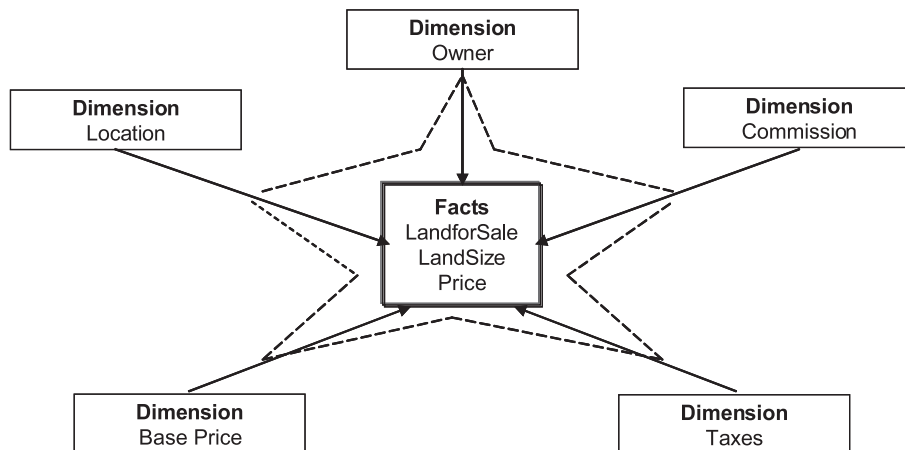 Dimension
Owner
Dimension
Location
Dimension
Commission
Facts
LandforSale
LandSize
Price
Dimension
Base Price
Dimension
Taxes